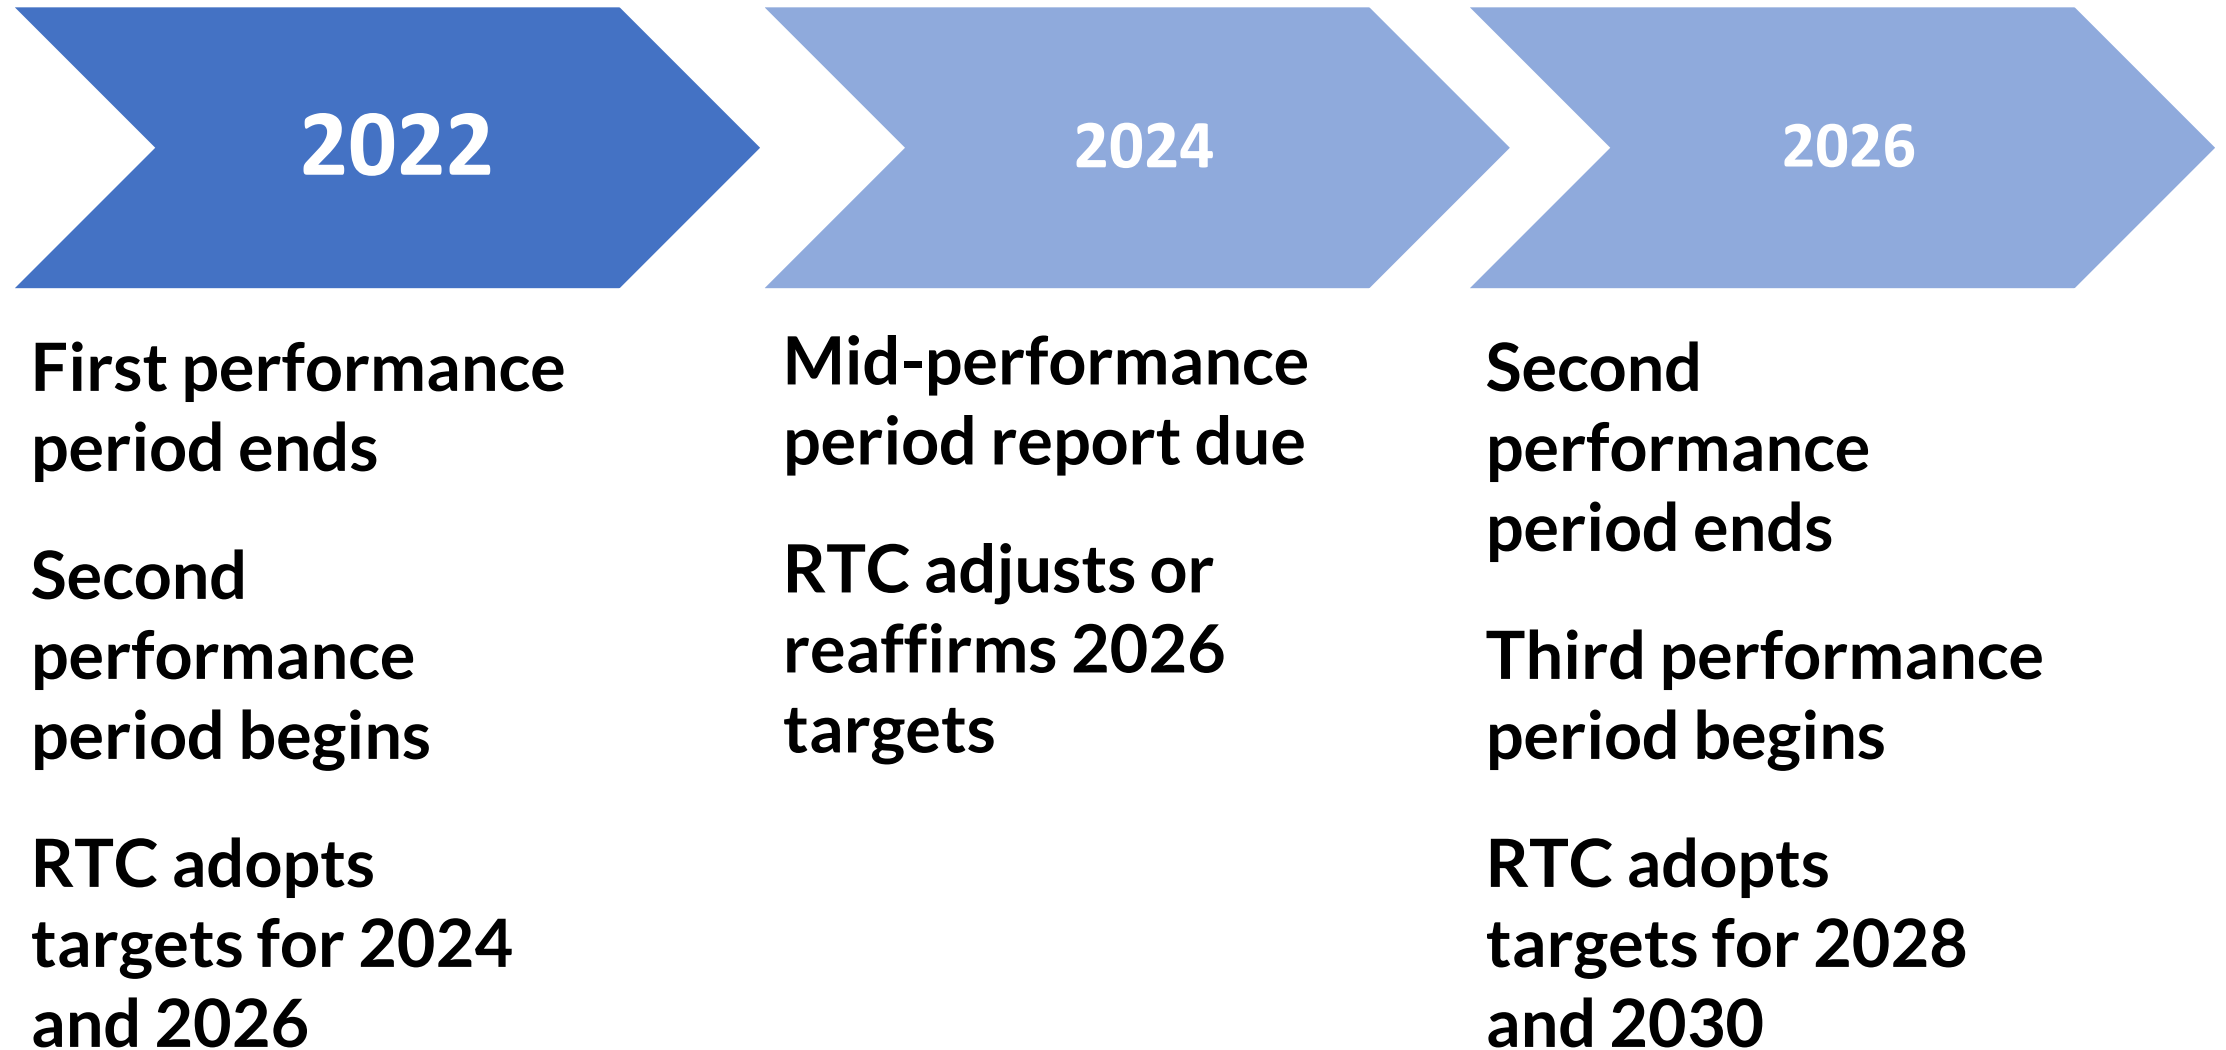 2022
First performance
period ends
Second
performance
period begins
RTC adopts
targets for 2024
and 2026
2024
Mid-performance
period report due
RTC adjusts or
reaffirms 2026
targets
2026
Second
performance
period ends
Third performance
period begins
RTC adopts
targets for 2028
and 2030